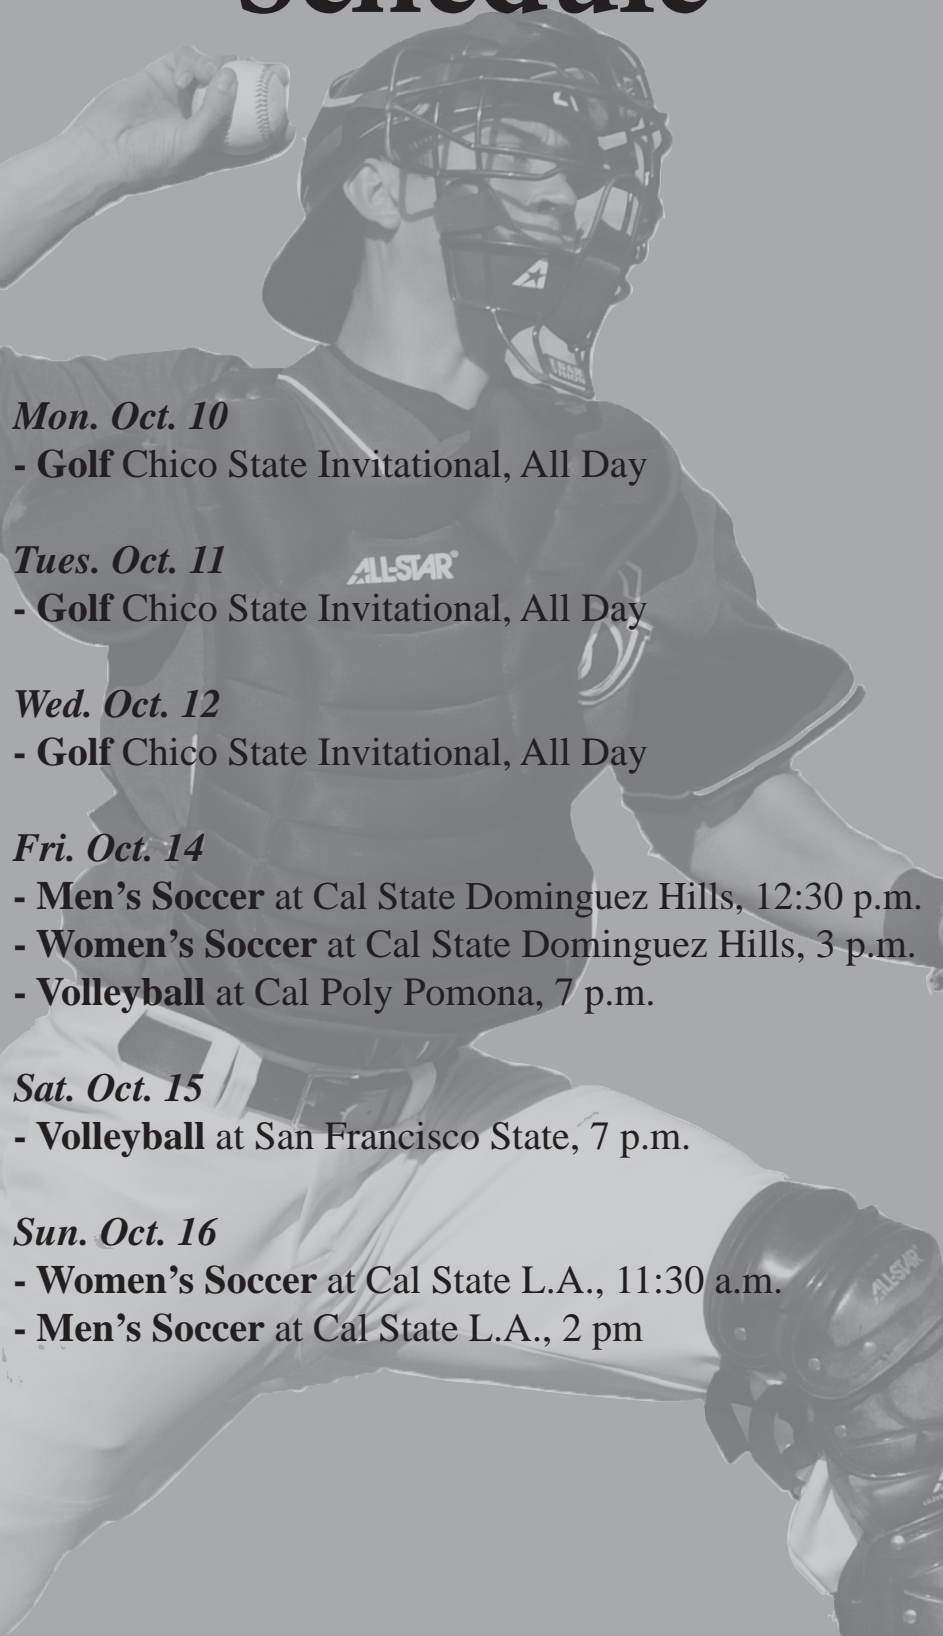 Schedule
Mon. Oct. 10
- Golf Chico State Invitational, All Day
Tues. Oct. 11
- Golf Chico State Invitational, All Day
Wed. Oct. 12
- Golf Chico State Invitational, All Day
Fri. Oct. 14
- Men’s Soccer at Cal State Dominguez Hills, 12:30 p.m.
- Women’s Soccer at Cal State Dominguez Hills, 3 p.m.
- Volleyball at Cal Poly Pomona, 7 p.m.
Sat. Oct. 15
- Volleyball at San Francisco State, 7 p.m.
Sun. Oct. 16
- Women’s Soccer at Cal State L.A., 11:30 a.m.
- Men’s Soccer at Cal State L.A., 2 pm
ALL-STAR®
ALL-STAR